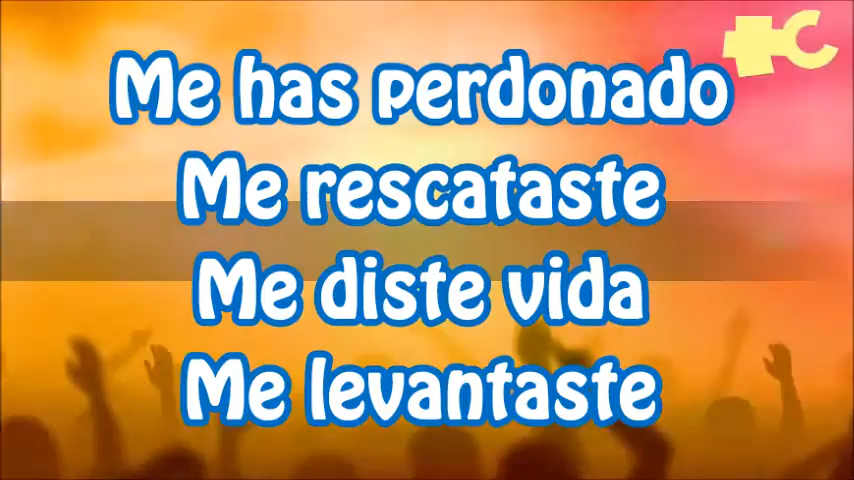 Me has perdonado
Me rescataste
Me diste vida
Me levantaste